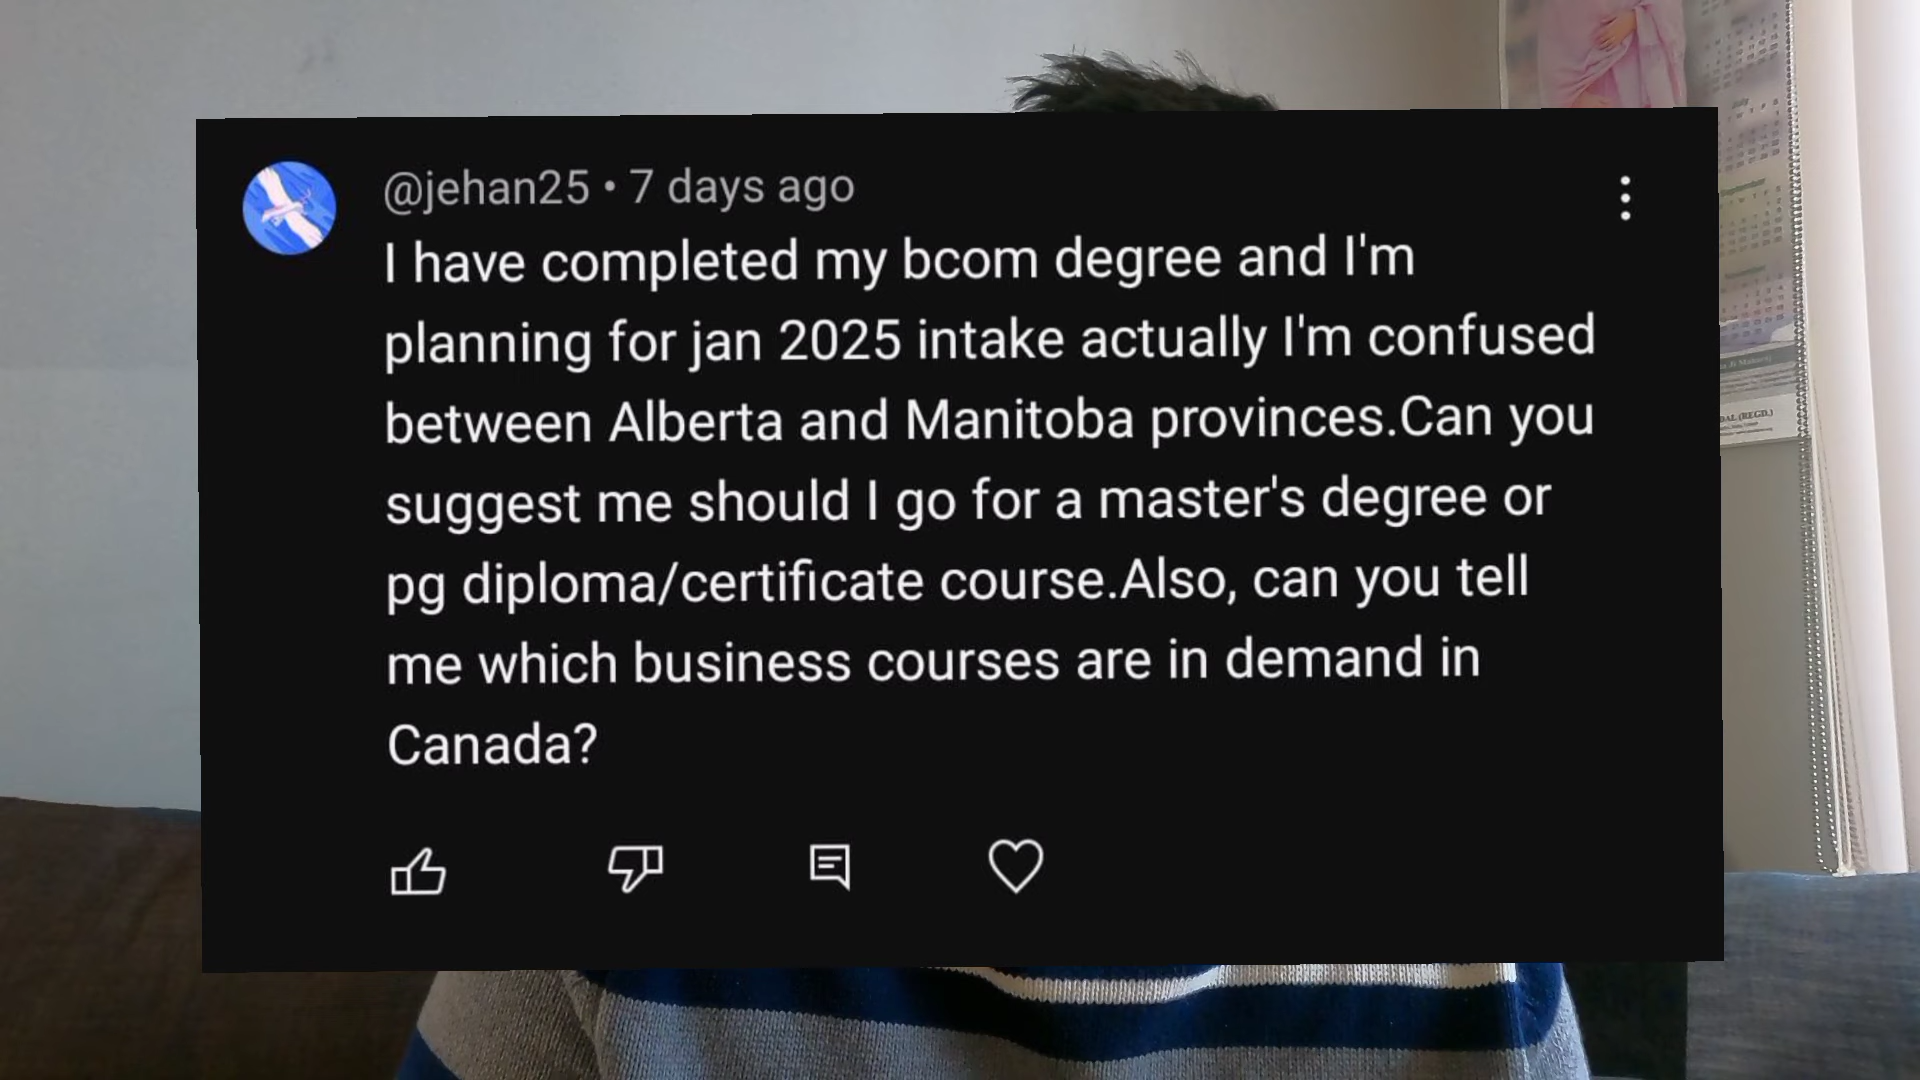 @jehan25 • 7 days ago
I have completed my bcom degree and I'm
planning for jan 2025 intake actually I'm confused
between Alberta and Manitoba provinces.Can you
suggest me should I go for a master's degree or
pg diploma/certificate course.Also, can you tell
me which business courses are in demand in
Canada?